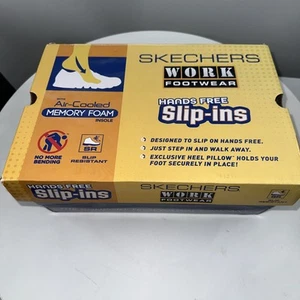 SKECHERS
WORK
FOOTWEAR
HANDS FREE
Slip-ins
Air-Cooled
MEMORY FOAM
INSOLE
NO MORE
BENDING
SR
SLIP
RESISTANT
DESIGNED TO SLIP ON HANDS FREE.
JUST STEP IN AND WALK AWAY.
EXCLUSIVE HEEL PILLOW™ HOLDS YOUR
FOOT SECURELY IN PLACE!
HANDS FREE
Slip-ins
SKECHERS
WORK
FOOTWEAR